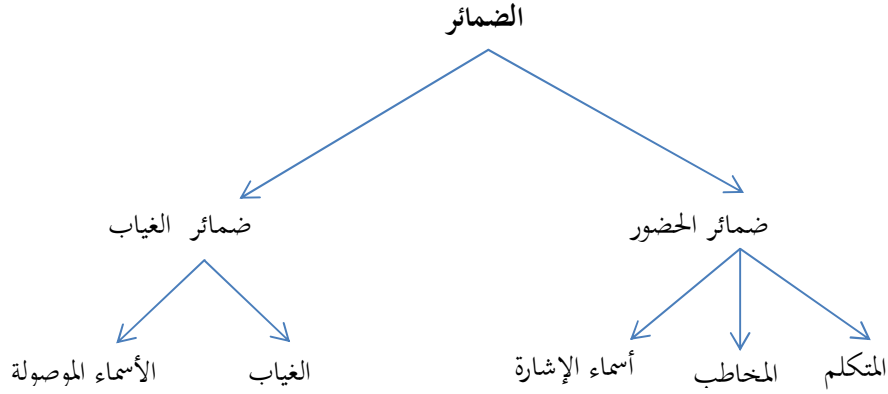 الضمائر
ضمائر الحضور
ضمائر الغياب
المتكلم
المخاطب
أسماء الإشارة
الغياب
الأسماء الموصولة